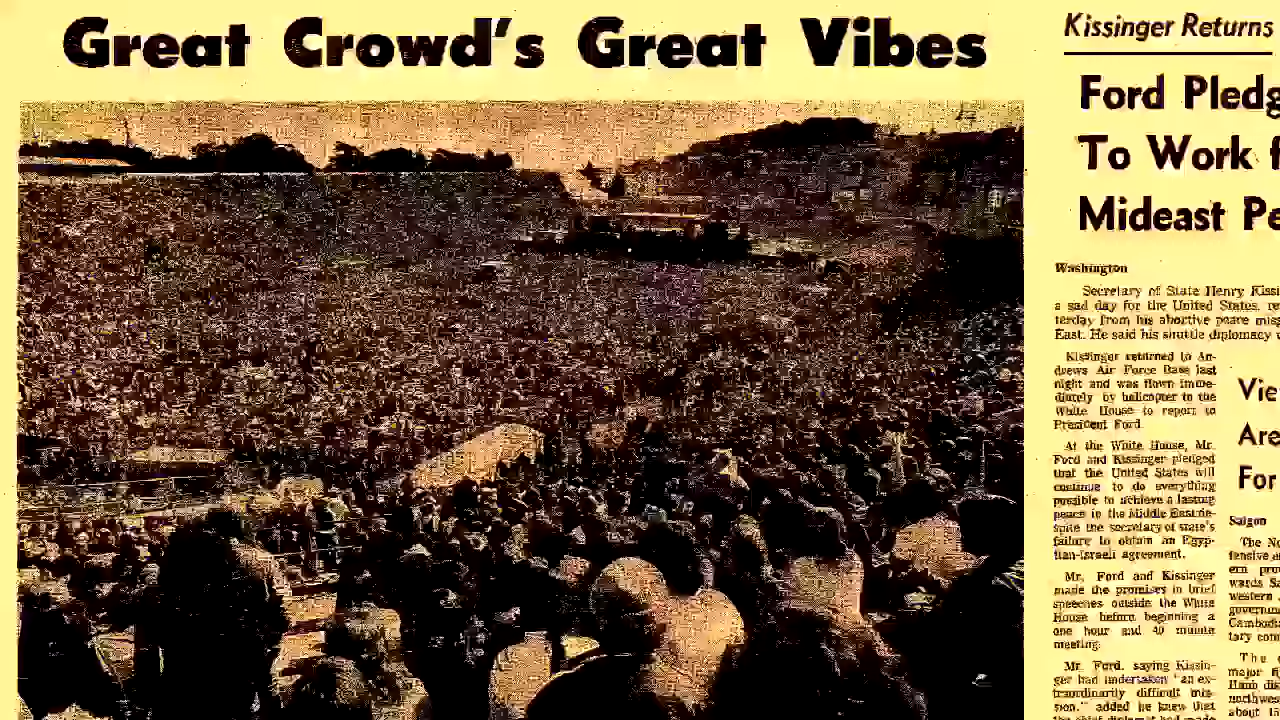 Great Crowd's Great Vibes
Kissinger Returns
Ford Pledg
To Work f
Mideast Pe
Washington
Secretary of State Henry Kissi
a sad day for the United States, re
terday from his abortive peace miss
East. He said his shuttle diplomacy
Kissinger returned to An-
drews Air Force Base last
night and was flown imme-
diately by helicopter to the
White House to report to
President Ford.
At the White House, Mr.
Ford and Kissinger pledged
that the United States will
continue to do everything
possible to achieve a lasting
peace in the Middle East de-
spite the secretary of state's
failure to obtain an Egyp-
tian-Israeli agreement.
Mr. Ford and Kissinger
made the promises in brief
speeches outside the White
House before beginning a
one hour and 40 minute
meeting.
Mr. Ford, saying Kissin-
ger had undertaken "an ex-
traordinarily difficult mis-
sion," added he knew that
Vie
Are
For
Saigon
The No
fensive
ern pro
wards Sa
western
governm
Cambodia
tary com
The
major fi
Hanh dis
northwes
about 15